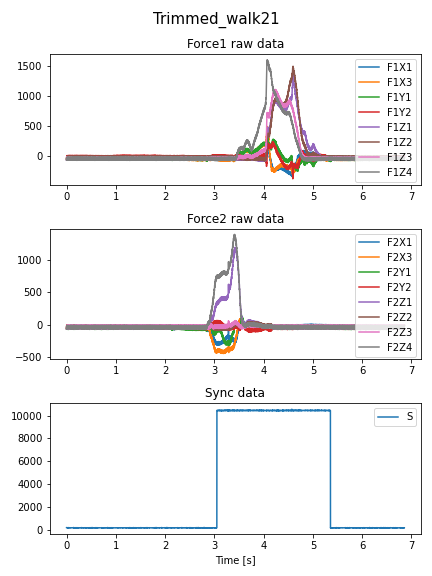 Trimmed_walk21
Force1 raw data
1500
1000
500
0
F1X1
F1X3
F1Y1
F1Y2
F1Z1
F1Z2
F1Z3
F1Z4
0 1 2 3 4 5 6 7
Force2 raw data
1000
500
0
−500
F2X1
F2X3
F2Y1
F2Y2
F2Z1
F2Z2
F2Z3
F2Z4
0 1 2 3 4 5 6 7
Sync data
10000
8000
6000
4000
2000
0
S
0 1 2 3 4 5 6 7
Time [s]